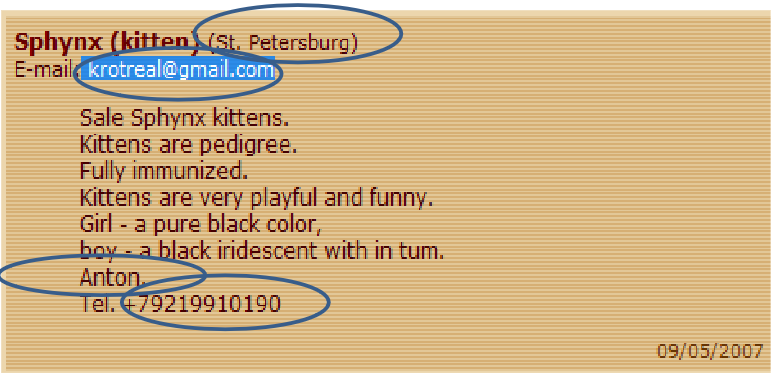 Sphynx (kitten) (St. Petersburg)
E-mail: krotreal@gmail.com
Sale Sphynx kittens.
Kittens are pedigree.
Fully immunized.
Kittens are very playful and funny.
Girl - a pure black color,
boy - a black iridescent with in tum.
Anton.
Tel. +79219910190
09/05/2007